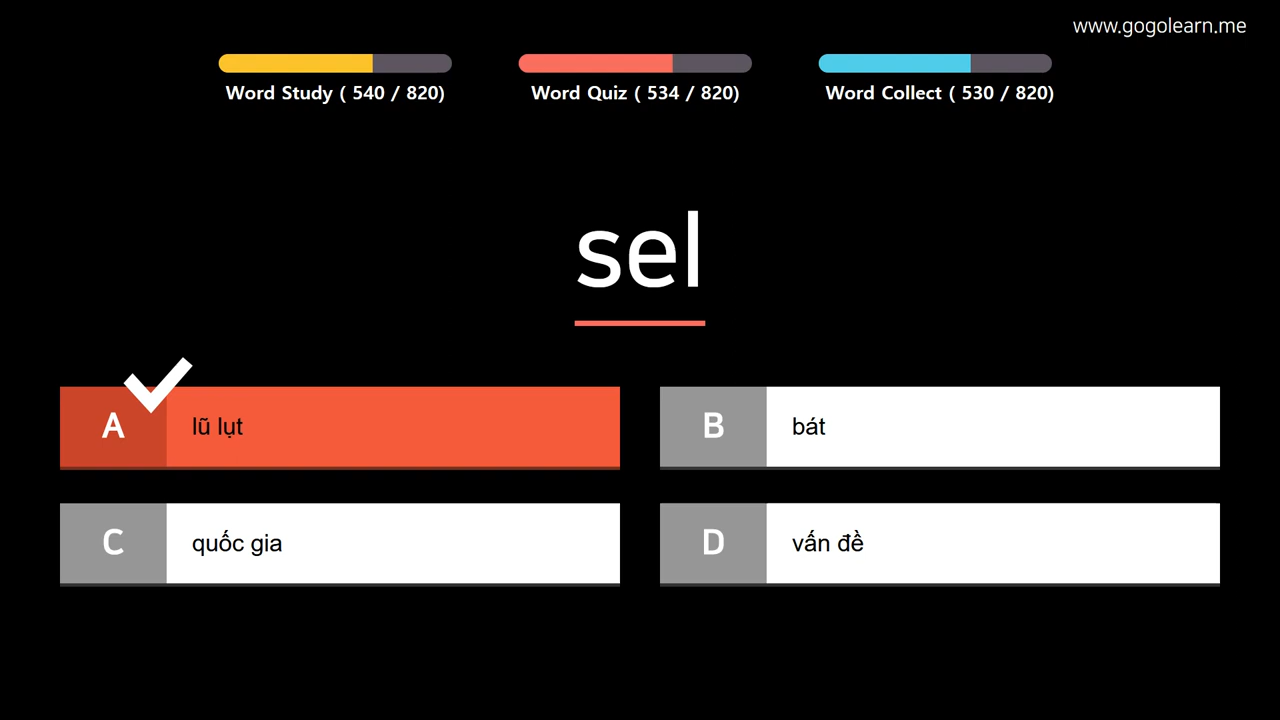 www.gogolearn.me
Word Study ( 540 / 820)
Word Quiz ( 534 / 820)
Word Collect ( 530 / 820)
sel
A lũ lụt
B bát
C quốc gia
D vấn đề